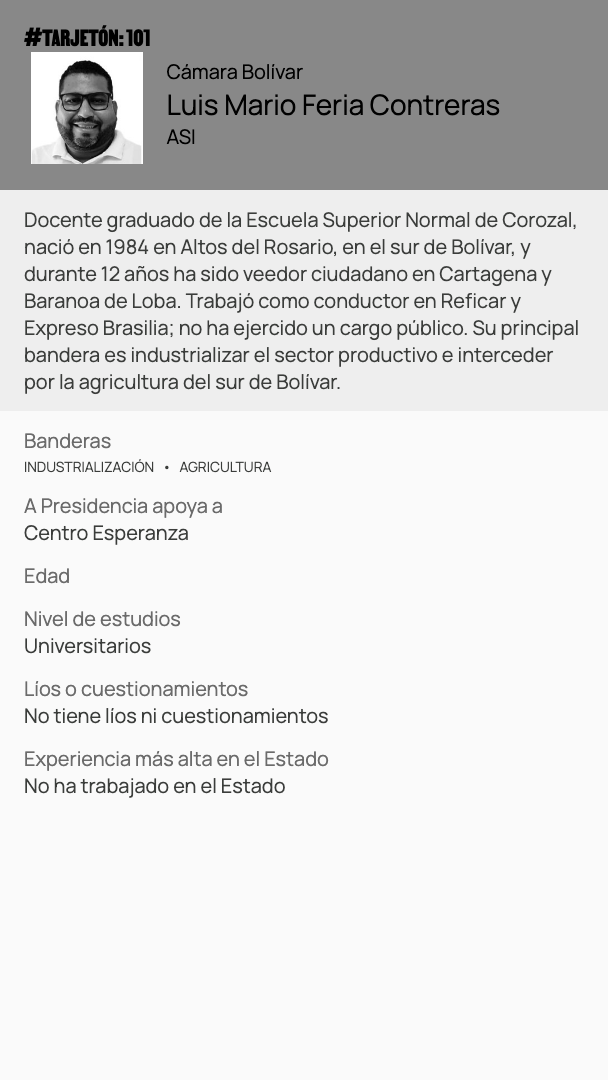 #TARJETÓN: 101
Cámara Bolívar
Luis Mario Feria Contreras
ASI
Docente graduado de la Escuela Superior Normal de Corozal,
nació en 1984 en Altos del Rosario, en el sur de Bolívar, y
durante 12 años ha sido veedor ciudadano en Cartagena y
Baranoa de Loba. Trabajó como conductor en Reficar y
Expreso Brasilia; no ha ejercido un cargo público. Su principal
bandera es industrializar el sector productivo e interceder
por la agricultura del sur de Bolívar.
Banderas
INDUSTRIALIZACIÓN • AGRICULTURA
A Presidencia apoya a
Centro Esperanza
Edad
Nivel de estudios
Universitarios
Líos o cuestionamientos
No tiene líos ni cuestionamientos
Experiencia más alta en el Estado
No ha trabajado en el Estado